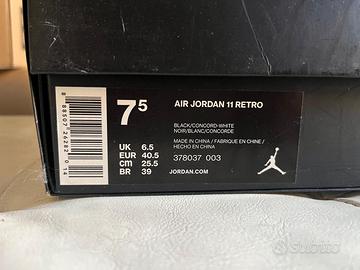 7⁵
AIR JORDAN 11 RETRO
BLACK/CONCORD-WHITE
NOIR/BLANC/CONCORDE
MADE IN CHINA / FABRIQUE EN CHINE /
HECHO EN CHINA
UK 6.5
EUR 40.5
cm 25.5
BR 39
378037 003
JORDAN.COM
subito